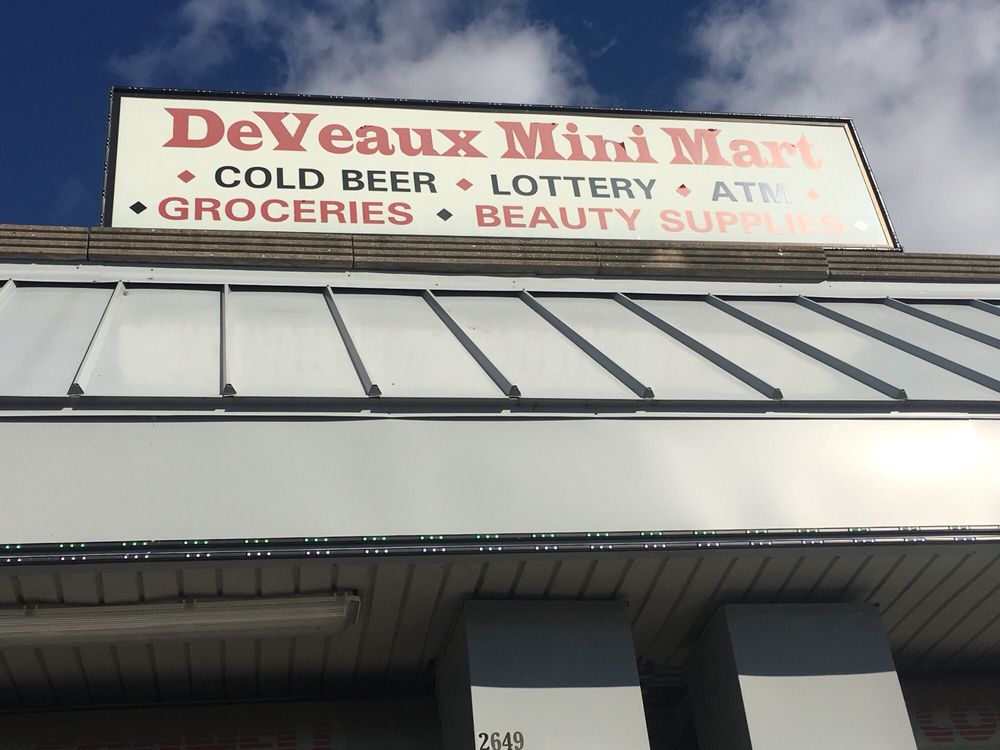 DeVeaux Mini Mart
COLD BEER LOTTERY ATM
GROCERIES BEAUTY SUPPLIES
2649